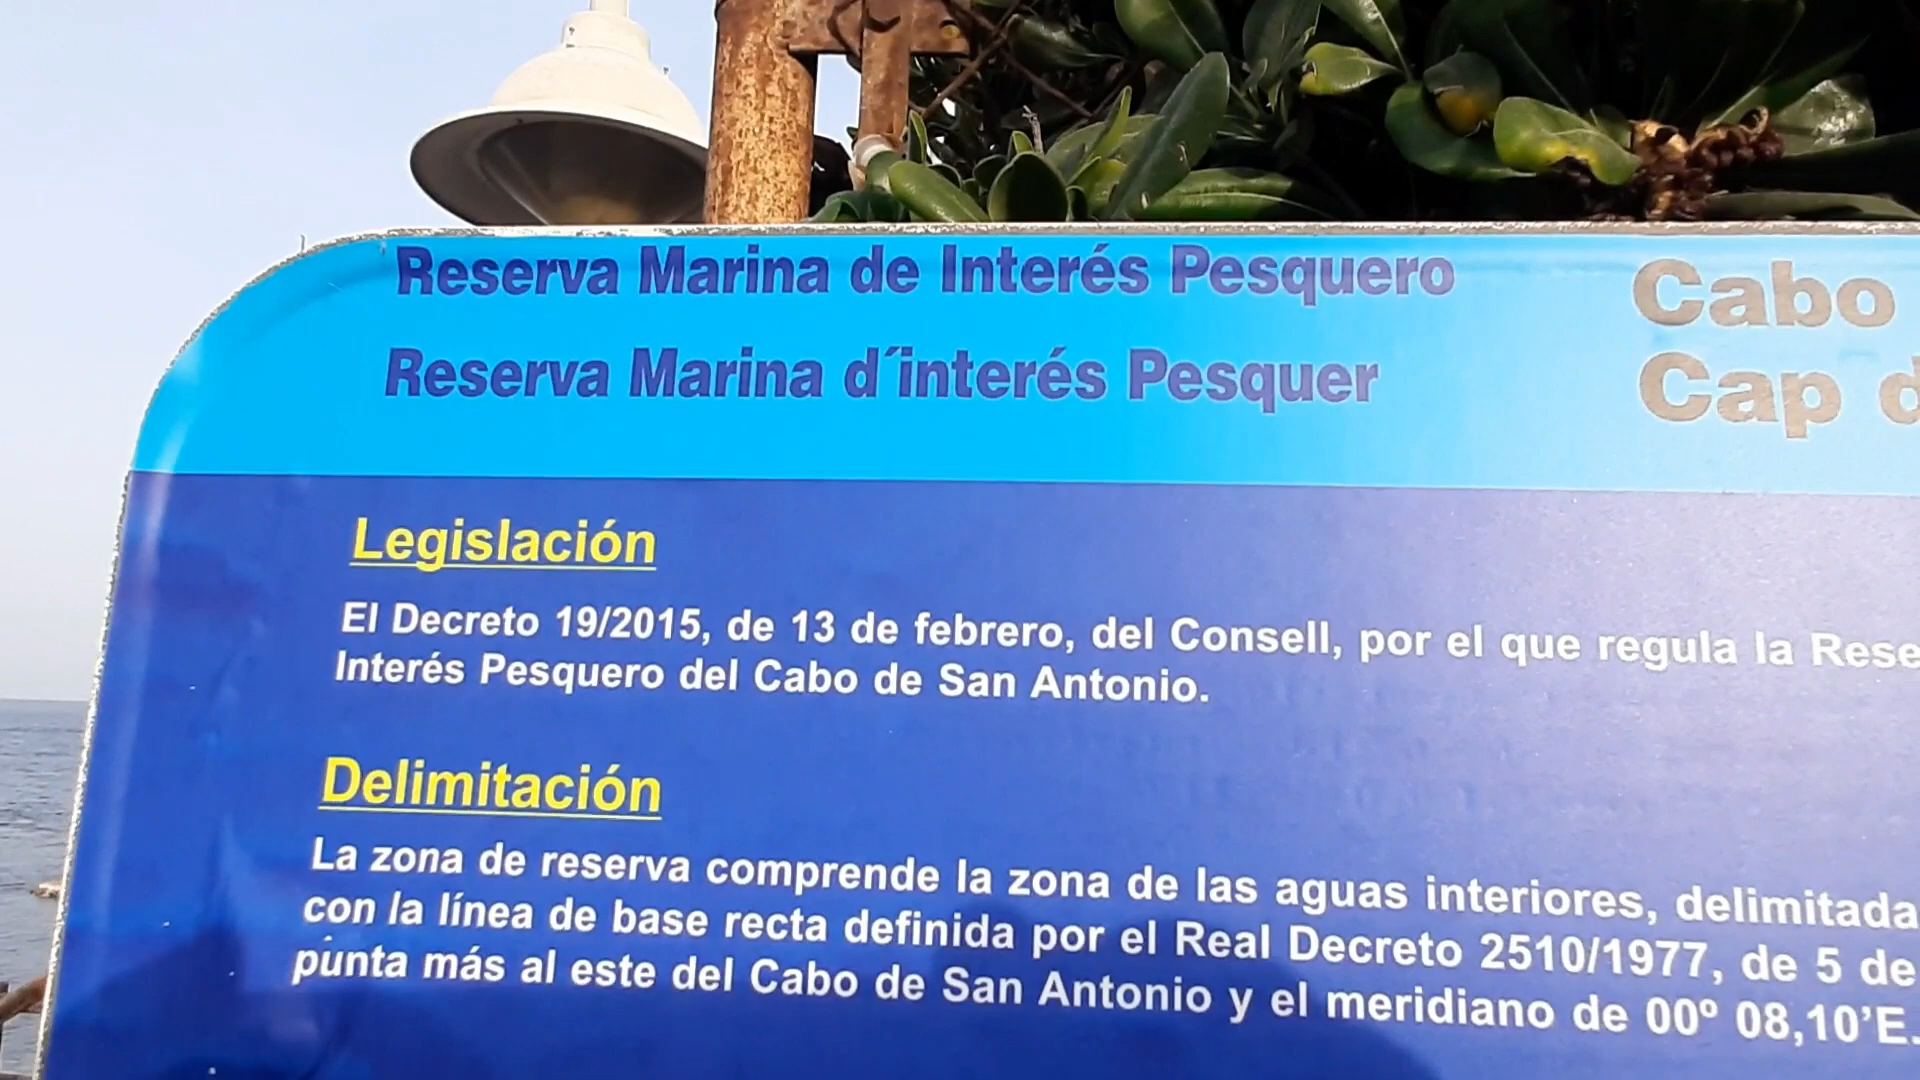 Reserva Marina de Interés Pesquero
Reserva Marina d´interés Pesquer
Cabo
Cap
Legislación
El Decreto 19/2015, de 13 de febrero, del Consell, por el que regula la
Interés Pesquero del Cabo de San Antonio.
Delimitación
La zona de reserva comprende la zona de las aguas interiores, delimitada
con la línea de base recta definida por el Real Decreto 2510/1977, de 5 de
punta más al este del Cabo de San Antonio y el meridiano de 00º 08,10’E.